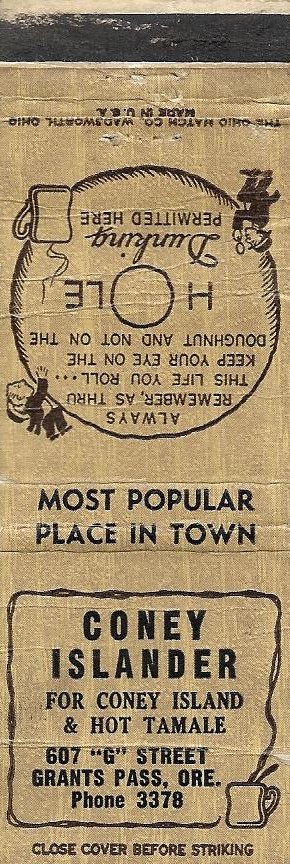 THE OHIO MATCH CO. WADSWORTH, OHIO
MADE IN U.S.A.
ALWAYS
REMEMBER, AS THRU
THIS LIFE YOU ROLL....
KEEP YOUR EYE ON THE
DOUGHNUT AND NOT ON THE
HOLE
Dunking
PERMITTED HERE
MOST POPULAR
PLACE IN TOWN
CONEY
ISLANDER
FOR CONEY ISLAND
& HOT TAMALE
607 "G" STREET
GRANTS PASS, ORE.
Phone 3378
CLOSE COVER BEFORE STRIKING